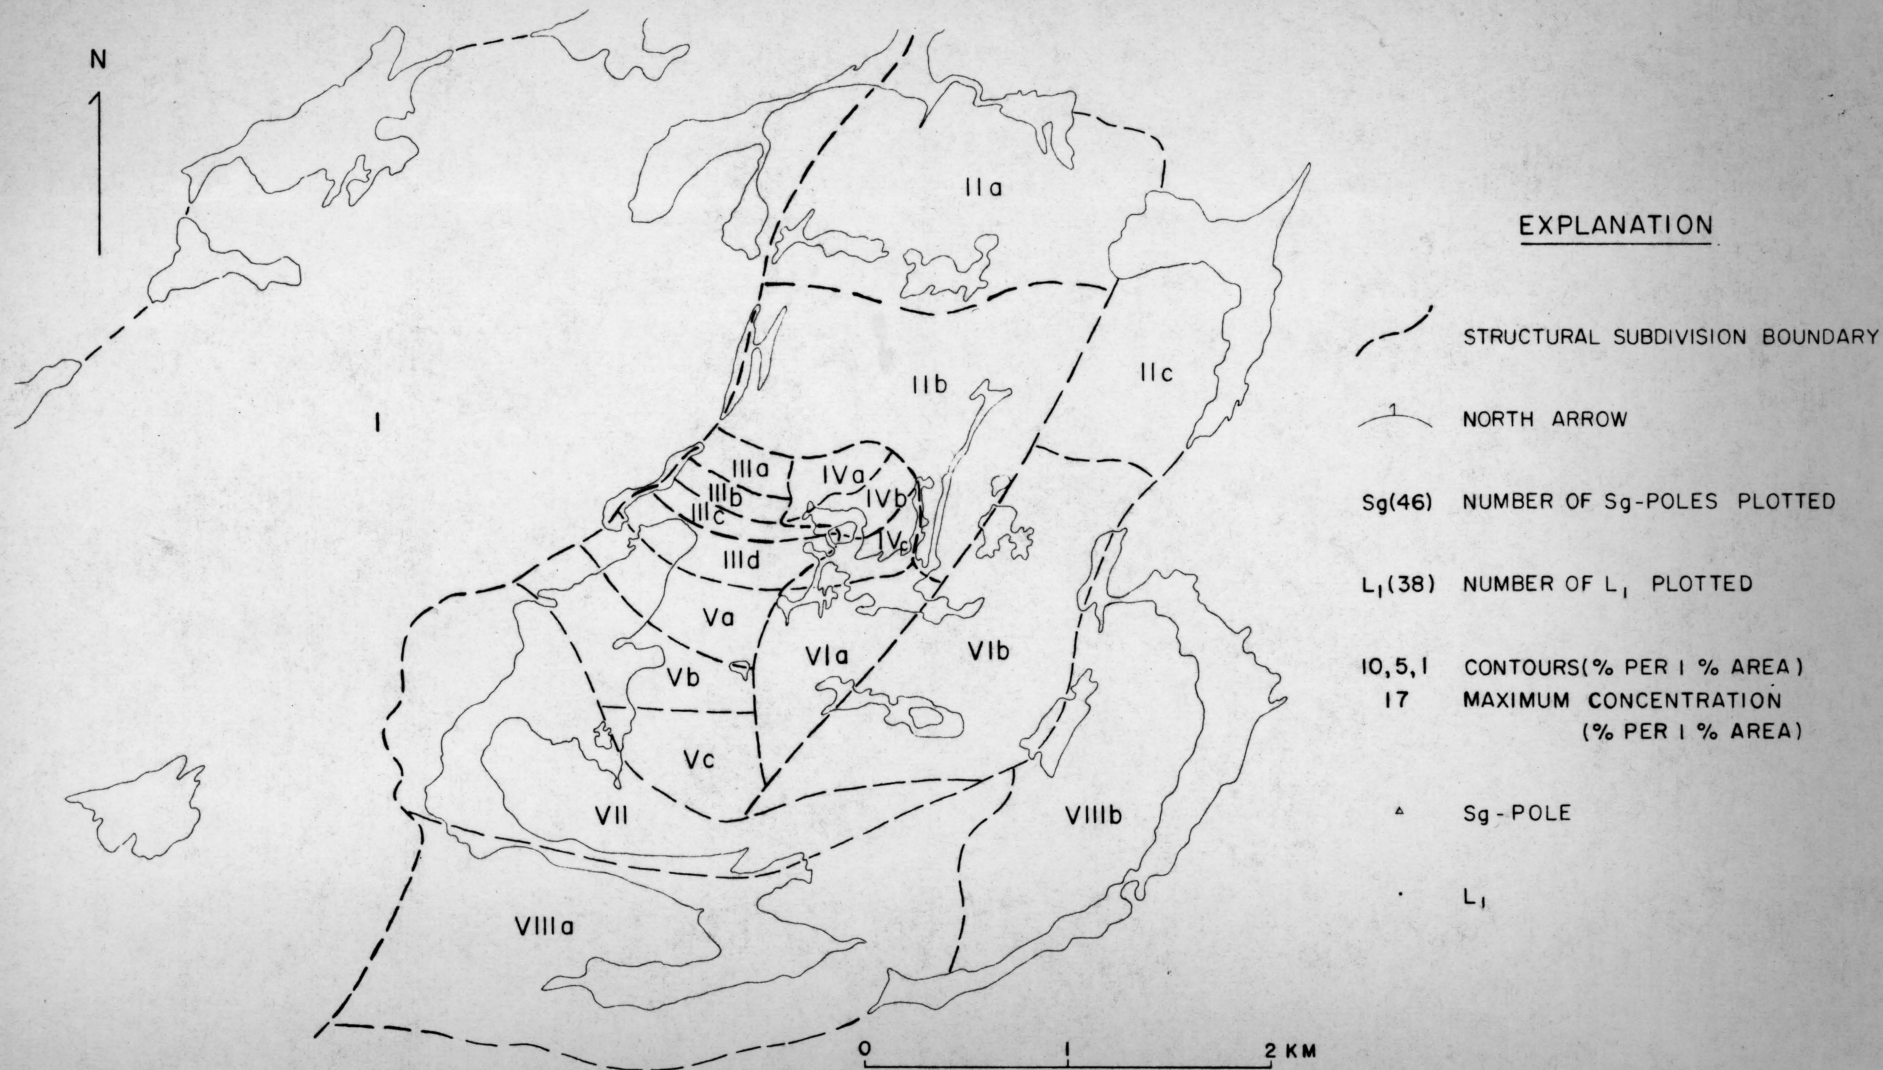 N
IIa
EXPLANATION
STRUCTURAL SUBDIVISION BOUNDARY
IIb
IIc
1
NORTH ARROW
I
IIIa
IVa
IIIb
IVb
Sg(46) NUMBER OF Sg-POLES PLOTTED
IIIc
IVc
IIId
L₁(38) NUMBER OF L₁ PLOTTED
Va
VIa
VIb
10,5,1 CONTOURS(% PER 1 % AREA)
Vb
17 MAXIMUM CONCENTRATION
(% PER 1 % AREA)
Vc
VII
VIIIb
Sg-POLE
L₁
VIIIa
0 1 2 KM